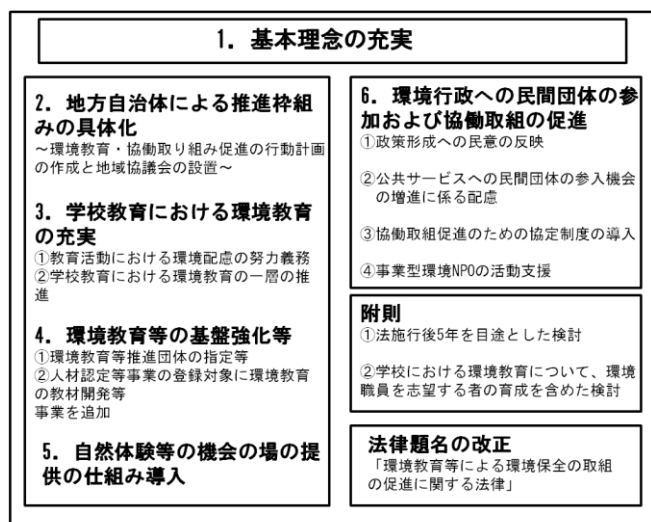 1. 基本理念の充実
2. 地方自治体による推進枠組
みの具体化
～環境教育・協働取り組み促進の行動計画
の作成と地域協議会の設置～
3. 学校教育における環境教育
の充実
①教育活動における環境配慮の努力義務
②学校教育における環境教育の一層の推
進
4. 環境教育等の基盤強化等
①環境教育等推進団体の指定等
②人材認定等事業の登録対象に環境教育
の教材開発等
事業を追加
5. 自然体験等の機会の場の提
供の仕組み導入
6. 環境行政への民間団体の参
加および協働取組の促進
①政策形成への民意の反映
②公共サービスへの民間団体の参入機会
の増進に係る配慮
③協働取組促進のための協定制度の導入
④事業型環境NPOの活動支援
附則
①法施行後5年を目途とした検討
②学校における環境教育について、環境
職員を志望する者の育成を含めた検討
法律題名の改正
「環境教育等による環境保全の取組
の促進に関する法律」